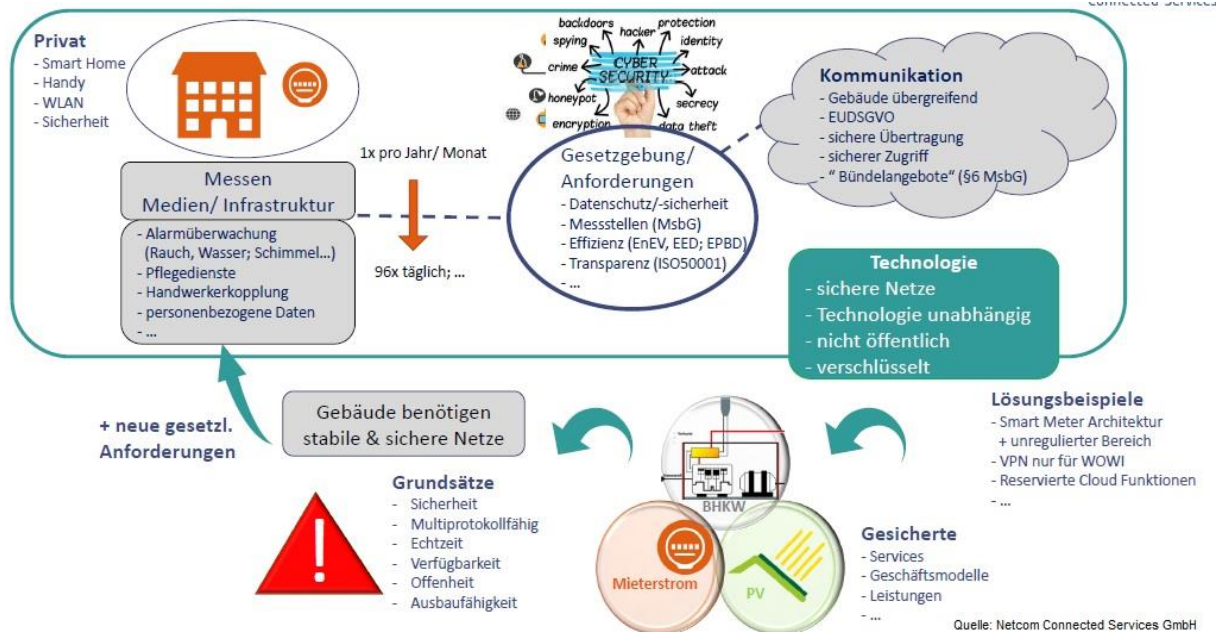 Connected Services
Privat
- Smart Home
- Handy
- WLAN
- Sicherheit
backdoors
protection
spying
hacker
identity
crime
CYBER
SECURITY
attack
honeypot
secrecy
encryption
data theft
Kommunikation
- Gebäude übergreifend
- EUDSGVO
- sichere Übertragung
- sicherer Zugriff
- “ Bündelangebote“ (§6 MsbG)
1x pro Jahr/ Monat
96x täglich; ...
Messen
Medien/ Infrastruktur
- Alarmüberwachung
(Rauch, Wasser; Schimmel...)
- Pflegedienste
- Handwerkerkopplung
- personenbezogene Daten
- ...
Gesetzgebung/
Anforderungen
- Datenschutz/-sicherheit
- Messstellen (MsbG)
- Effizienz (EnEV, EED; EPBD)
- Transparenz (ISO50001)
- ...
Technologie
- sichere Netze
- Technologie unabhängig
- nicht öffentlich
- verschlüsselt
+ neue gesetzl.
Anforderungen
Gebäude benötigen
stabile & sichere Netze
Grundsätze
- Sicherheit
- Multiprotokollfähig
- Echtzeit
- Verfügbarkeit
- Offenheit
- Ausbaufähigkeit
BHKW
Mieterstrom
PV
Lösungsbeispiele
- Smart Meter Architektur
+ unregulierter Bereich
- VPN nur für WOWI
- Reservierte Cloud Funktionen
- ...
Gesicherte
- Services
- Geschäftsmodelle
- Leistungen
- ...
Quelle: Netcom Connected Services GmbH